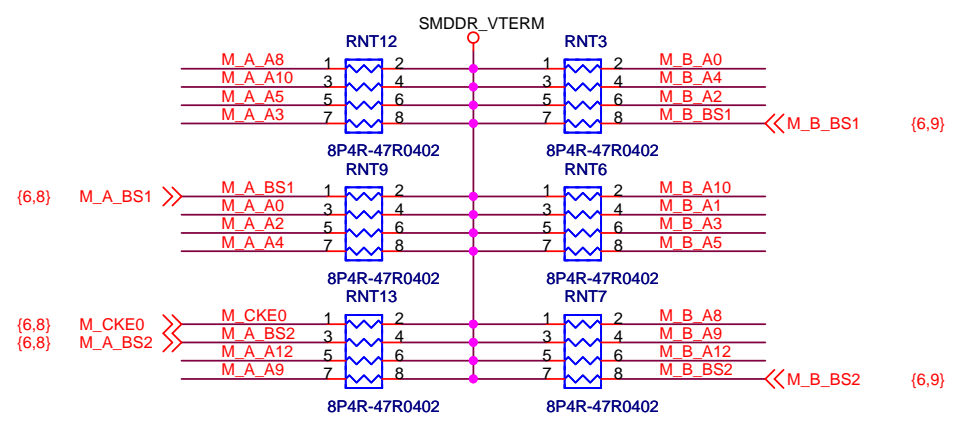 SMDDR_VTERM
RNT12 RNT3
M_A_A8 1 2 1 2 M_B_A0
M_A_A10 3 4 3 4 M_B_A4
M_A_A5 5 6 5 6 M_B_A2
M_A_A3 7 8 7 8 M_B_BS1 M_B_BS1 {6,9}
8P4R-47R0402 8P4R-47R0402
RNT9 RNT6
{6,8} M_A_BS1 M_A_BS1 1 2 1 2 M_B_A10
M_A_A0 3 4 3 4 M_B_A1
M_A_A2 5 6 5 6 M_B_A3
M_A_A4 7 8 7 8 M_B_A5
8P4R-47R0402 8P4R-47R0402
RNT13 RNT7
{6,8} M_CKE0 M_CKE0 1 2 1 2 M_B_A8
{6,8} M_A_BS2 M_A_BS2 3 4 3 4 M_B_A9
M_A_A12 5 6 5 6 M_B_A12
M_A_A9 7 8 7 8 M_B_BS2 M_B_BS2 {6,9}
8P4R-47R0402 8P4R-47R0402